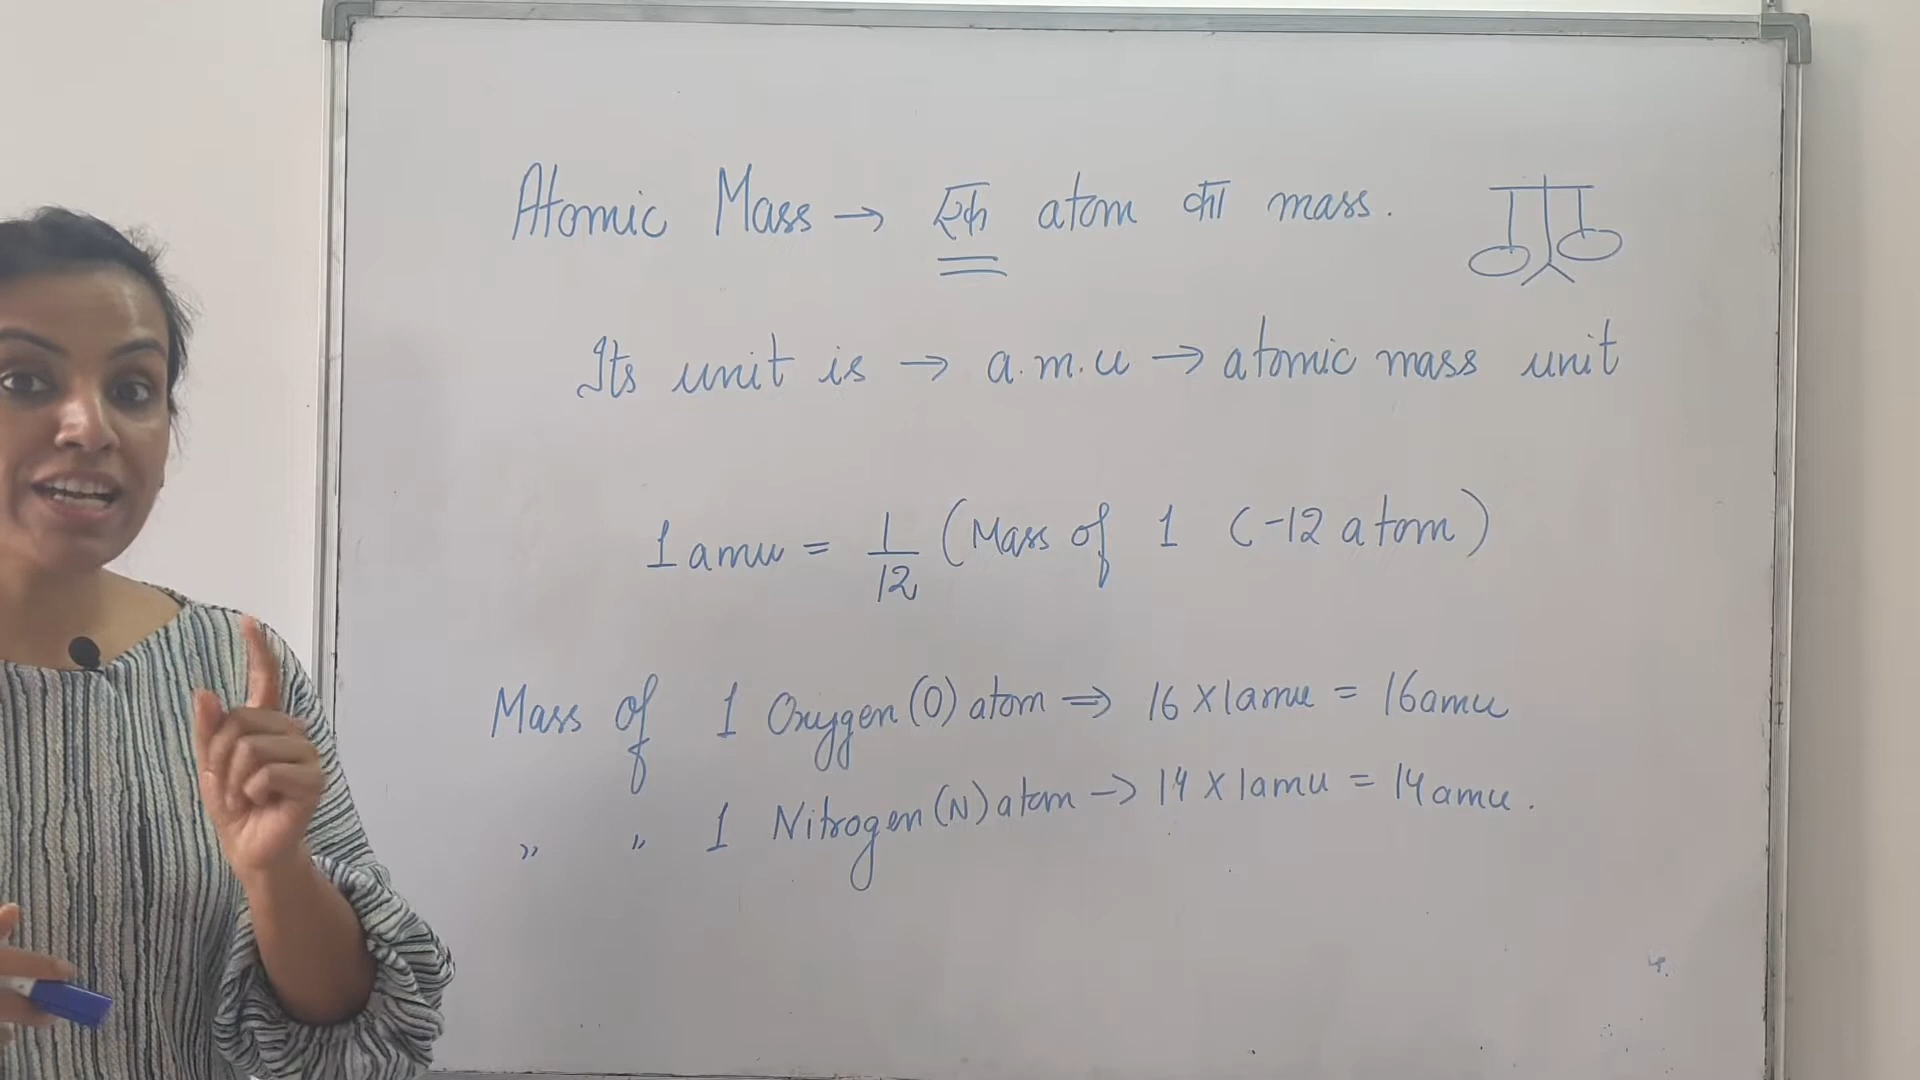 Atomic Mass → एक atom का mass.
Its unit is → a.m.u → atomic mass unit
1 amu = 1/12 (Mass of 1 C-12 atom)
Mass of 1 Oxygen (O) atom ⇒ 16 x 1amu = 16amu
,, ,, 1 Nitrogen (N) atom → 14 x 1amu = 14amu.